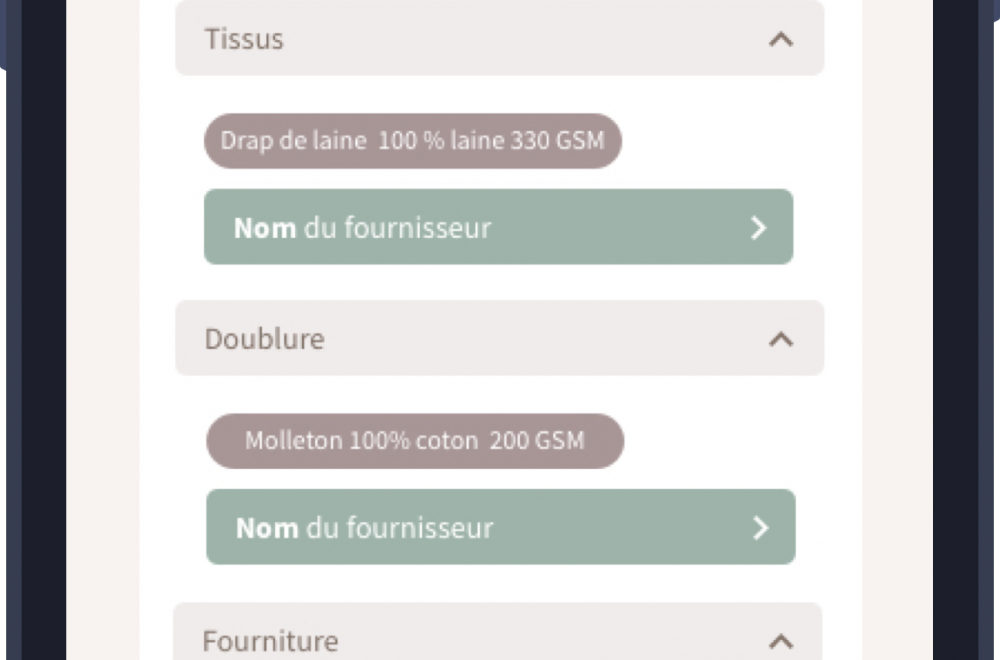 Tissus
Drap de laine  100 % laine 330 GSM
Nom du fournisseur
Doublure
Molleton 100% coton  200 GSM
Nom du fournisseur
Fourniture